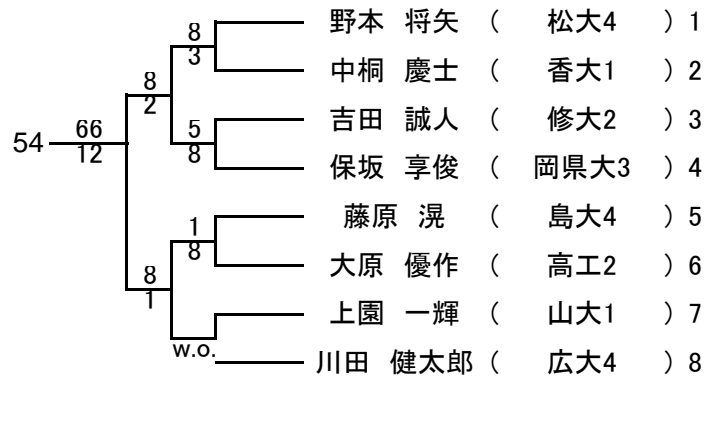 野本 将矢 ( 松大4 ) 1
8
3
中桐 慶士 ( 香大1 ) 2
8
2
吉田 誠人 ( 修大2 ) 3
5
8
54
66
12
保坂 享俊 ( 岡県大3 ) 4
藤原 滉 ( 島大4 ) 5
1
8
大原 優作 ( 高工2 ) 6
8
1
上園 一輝 ( 山大1 ) 7
w.o.
川田 健太郎 ( 広大4 ) 8